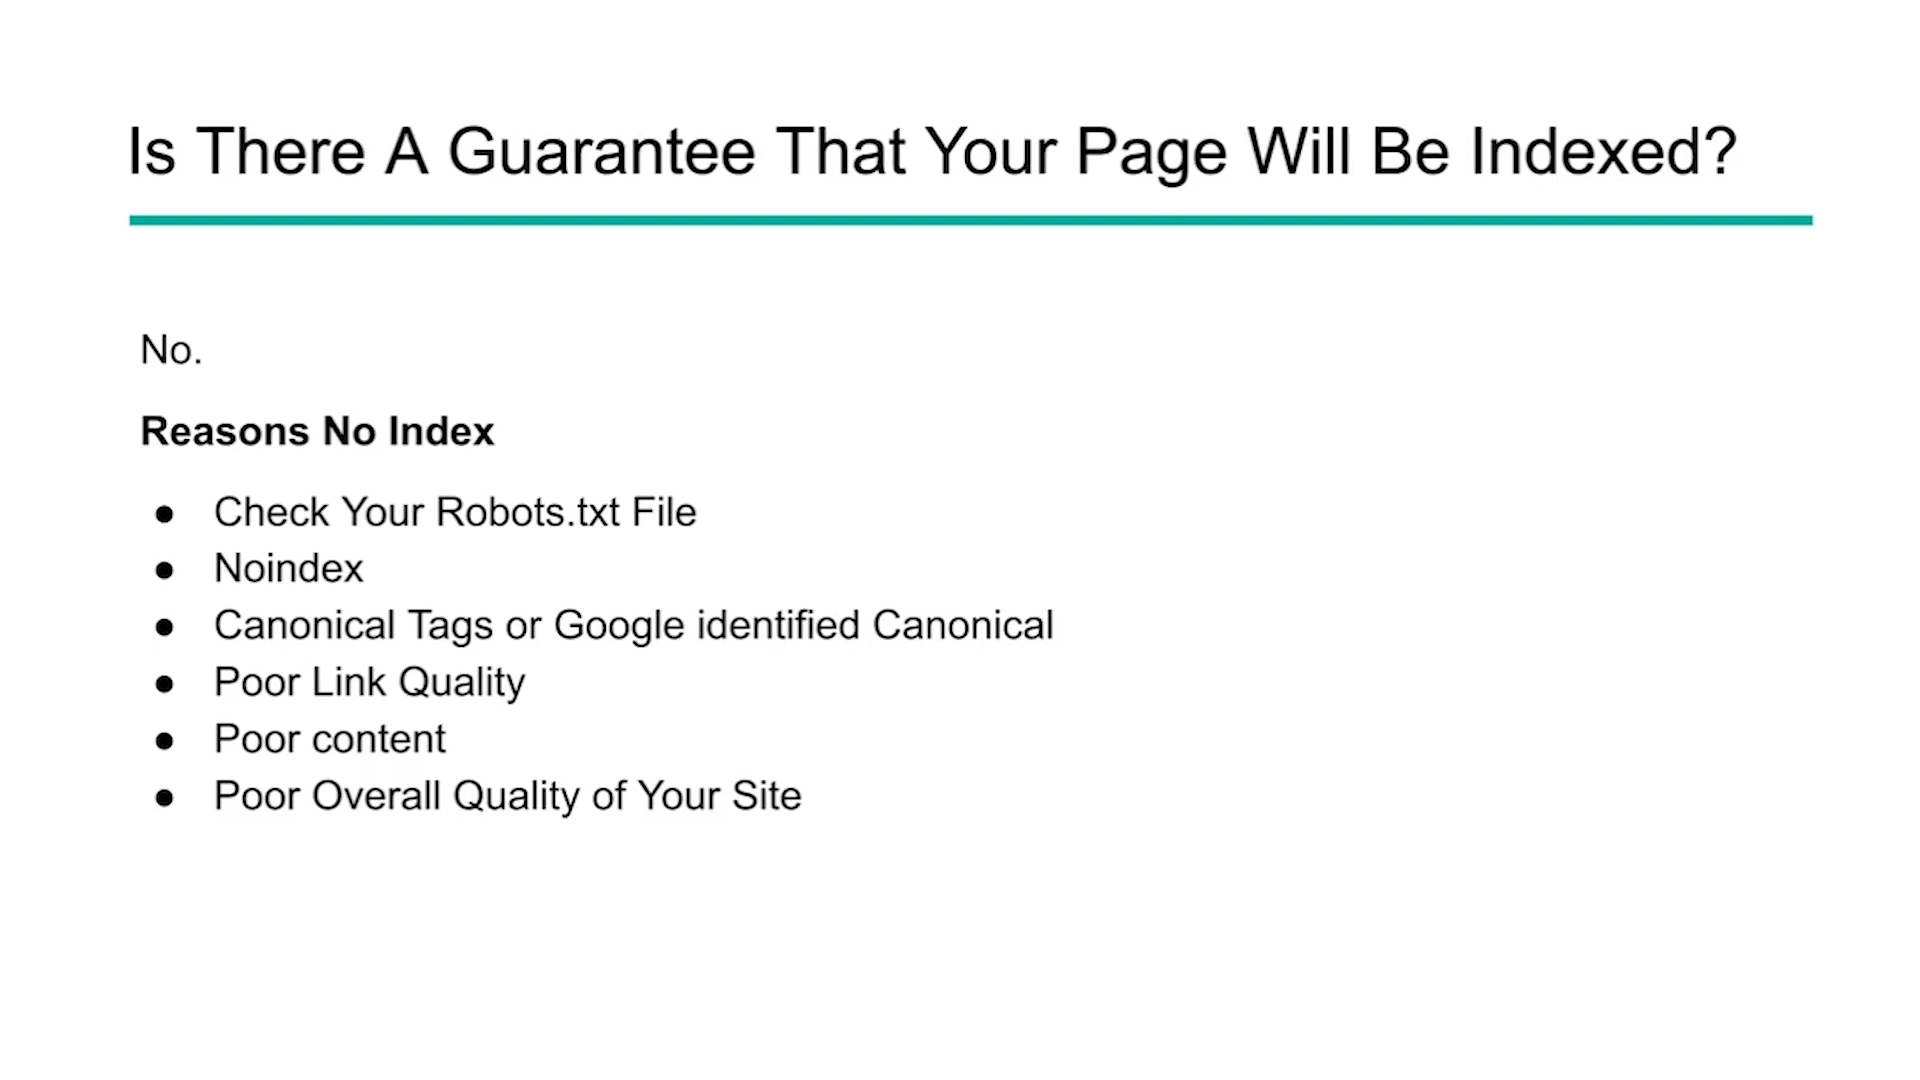 Is There A Guarantee That Your Page Will Be Indexed?
No.
Reasons No Index
● Check Your Robots.txt File
● Noindex
● Canonical Tags or Google identified Canonical
● Poor Link Quality
● Poor content
● Poor Overall Quality of Your Site